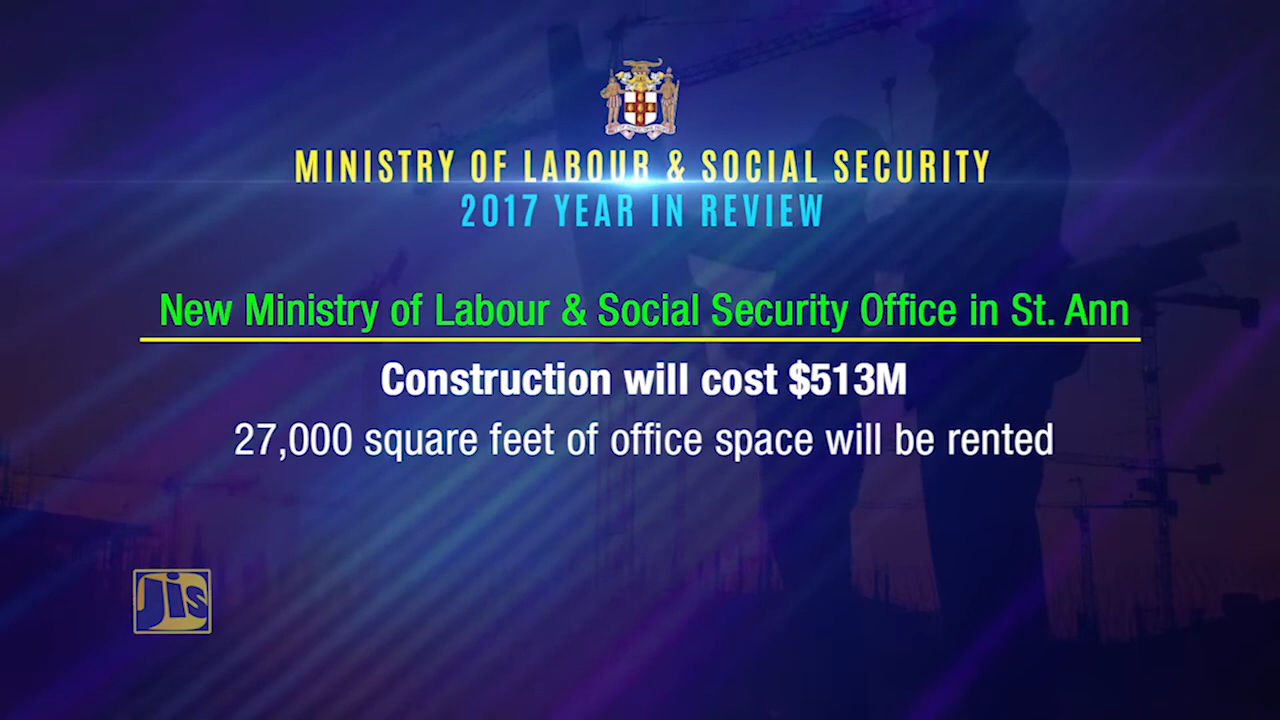 MINISTRY OF LABOUR & SOCIAL SECURITY
2017 YEAR IN REVIEW
New Ministry of Labour & Social Security Office in St. Ann
Construction will cost $513M
27,000 square feet of office space will be rented
Jis